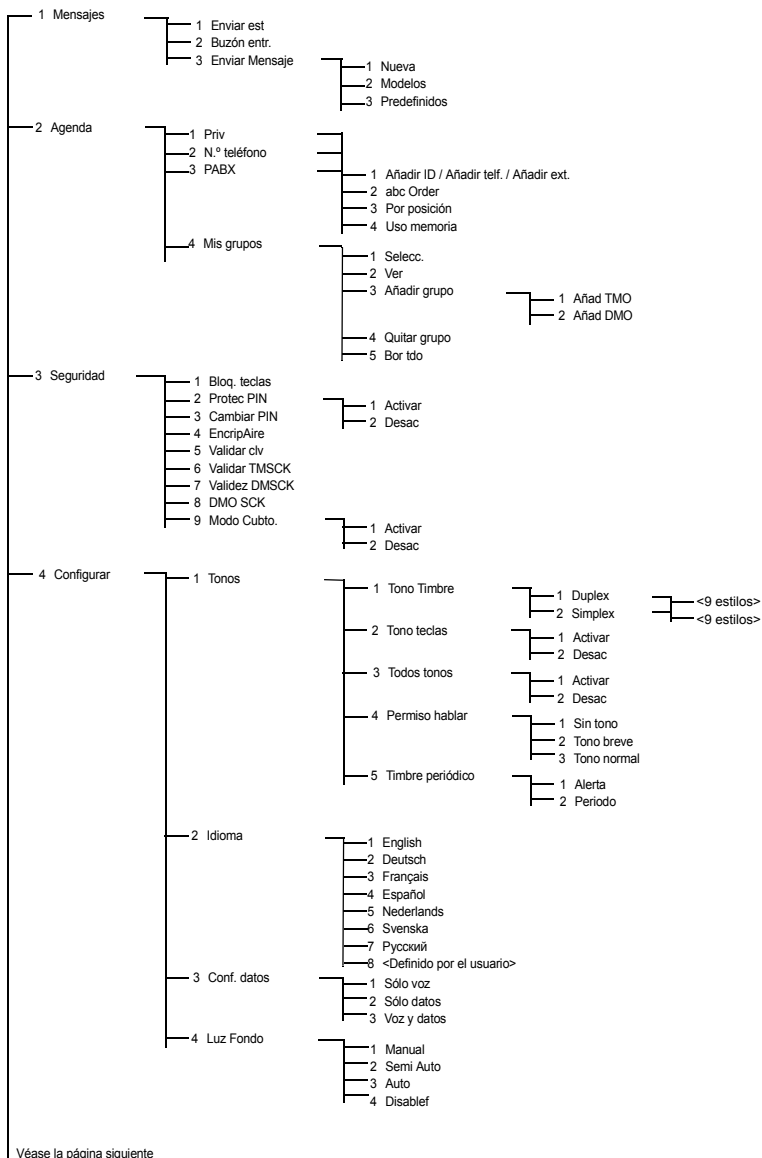 1 Mensajes
1 Enviar est
2 Buzón entr.
3 Enviar Mensaje
1 Nueva
2 Modelos
3 Predefinidos
2 Agenda
1 Priv
2 N.º teléfono
3 PABX
1 Añadir ID / Añadir telf. / Añadir ext.
2 abc Order
3 Por posición
4 Uso memoria
4 Mis grupos
1 Selecc.
2 Ver
3 Añadir grupo
1 Añad TMO
2 Añad DMO
4 Quitar grupo
5 Bor tdo
3 Seguridad
1 Bloq. teclas
2 Protec PIN
1 Activar
2 Desac
3 Cambiar PIN
4 EncripAire
5 Validar clv
6 Validar TMSCK
7 Validez DMSCK
8 DMO SCK
9 Modo Cubto.
1 Activar
2 Desac
4 Configurar
1 Tonos
1 Tono Timbre
1 Duplex
<9 estilos>
2 Simplex
<9 estilos>
2 Tono teclas
1 Activar
2 Desac
3 Todos tonos
1 Activar
2 Desac
4 Permiso hablar
1 Sin tono
2 Tono breve
3 Tono normal
5 Timbre periódico
1 Alerta
2 Periodo
2 Idioma
1 English
2 Deutsch
3 Français
4 Español
5 Nederlands
6 Svenska
7 Русский
8 <Definido por el usuario>
3 Conf. datos
1 Sólo voz
2 Sólo datos
3 Voz y datos
4 Luz Fondo
1 Manual
2 Semi Auto
3 Auto
4 Disablef
Véase la página siguiente